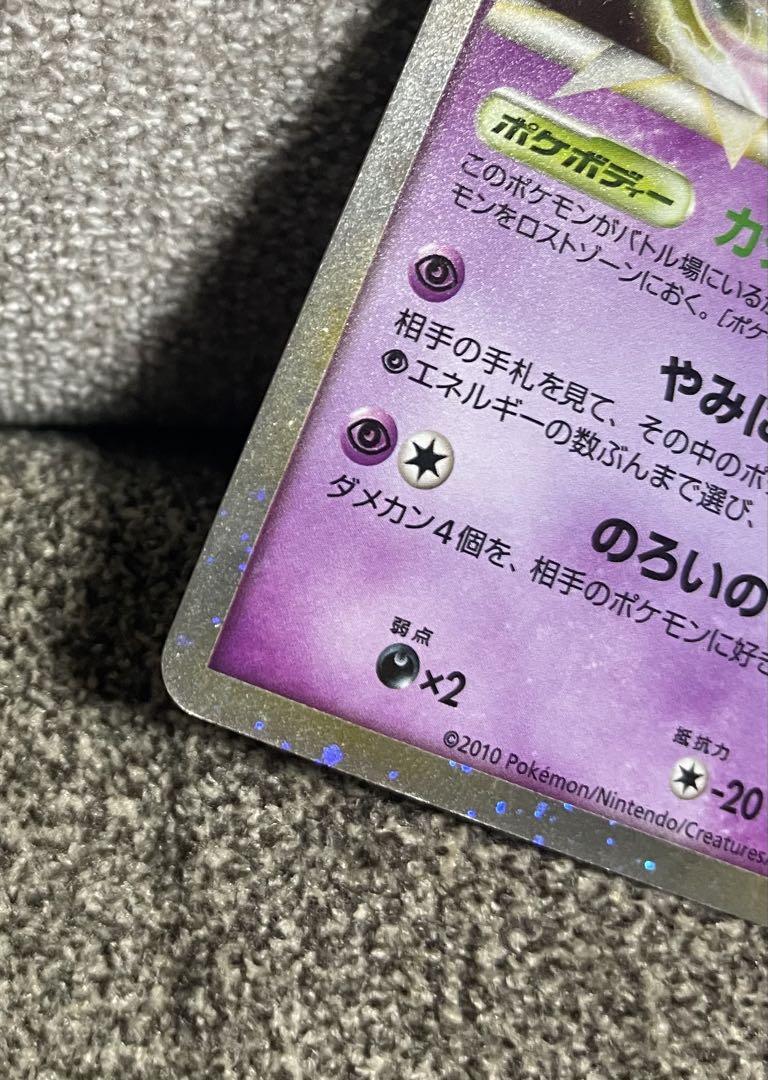 ポケボディー
カ
このポケモンがバトル場にいる
モンをロストゾーンにおく。［ポケ
やみに
相手の手札を見て、その中のポ
エネルギーの数ぶんまで選び、
のろいの
ダメカン4個を、相手のポケモンに好き
弱点
×2
抵抗力
-20
©2010 Pokémon/Nintendo/Creatures/